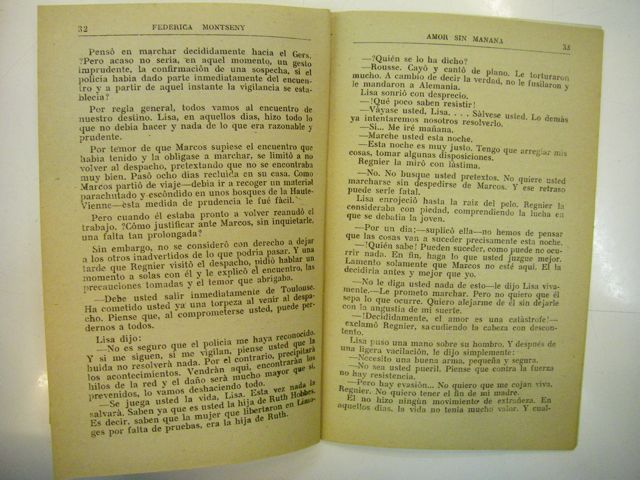 32 FEDERICA MONTSENY
Pensó en marchar decididamente hacia el Gers.
?Pero acaso no sería, en aquel momento, un gesto
imprudente, la confirmación de una sospecha, si el
policía había dado parte inmediatamente del encuen-
tro y a partir de aquel instante la vigilancia se esta-
blecía?
Por regla general, todos vamos al encuentro de
nuestro destino. Lisa, en aquellos días, hizo todo lo
que no debía hacer y nada de lo que era razonable y
prudente.
Por temor de que Marcos supiese el encuentro
que había tenido y la obligase a marchar, se limitó a no
volver al despacho, pretextando que no se encontraba
muy bien. Pasó ocho días recluída en su casa. Como
Marcos partió de viaje—debía ir a recoger un material
parachutado y escondido en unos bosques de la Haute-
Vienne—esta medida de prudencia le fué fácil.
Pero cuando él estaba pronto a volver reanudó el
trabajo. ?Cómo justificar ante Marcos, sin inquietarle,
una falta tan prolongada?
Sin embargo, no se consideró con derecho a dejar
a los otros inadvertidos de lo que podría pasar. Y una
tarde que Regnier visitó el despacho, pidió hablar un
momento a solas con él y le explicó el encuentro, las
precauciones tomadas y el temor que abrigaba.
—Debe usted salir inmediatamente de Toulouse.
Ha cometido usted ya una torpeza al venir al despa-
cho. Piense que, al comprometerse usted, puede per-
dernos a todos.
Lisa dijo:
—No es seguro que el policía me haya reconocido.
Y si me siguen, si me vigilan, piense usted que la
huida no resolverá nada. Por el contrario, precipitará
los acontecimientos. Vendrán aquí, encontrarán los
hilos de la red y el daño será mucho mayor que si,
prevenidos, lo vamos deshaciendo todo.
—Se juega usted la vida, Lisa. Esta vez nada la
salvará. Saben ya que es usted la hija de Ruth Hobbes.
Es decir, saben que la mujer que libertaron en Limo-
ges por falta de pruebas, era la hija de Ruth.
AMOR SIN MAÑANA 33
—?Quién se lo ha dicho?
—Rousse. Cayó y cantó de plano. Le torturaron
mucho. A cambio de decir la verdad, no le fusilaron y
le mandaron a Alemania.
Lisa sonrió con desprecio.
—!Qué poco saben resistir!
—Váyase usted, Lisa. . . . Sálvese usted. Lo demás
ya intentaremos nosotros resolverlo.
—Sí... Me iré mañana.
—Marche usted esta noche.
—Esta noche es muy justo. Tengo que arreglar mis
cosas, tomar algunas disposiciones.
Regnier la miró con lástima.
—No. No busque usted pretextos. No quiere usted
marcharse sin despedirse de Marcos. Y ese retraso
puede serle fatal.
Lisa enrojeció hasta la raíz del pelo. Regnier la
consideraba con piedad, comprendiendo la lucha en
que se debatía la joven.
—Por un día;—suplicó ella—no hemos de pensar
que las cosas van a suceder precisamente esta noche.
—!Quién sabe! Pueden suceder, como puede no ocu-
rrir nada. En fin, haga lo que usted juzgue mejor.
Lamento solamente que Marcos no esté aquí. El la
decidiría antes y mejor que yo.
—No le diga usted nada de esto—le dijo Lisa viva-
mente.—Le prometo marchar. Pero no quiero que él
sepa lo que ocurre. Quiero alejarme de él sin dejarle
con la angustia de mi suerte.
—!Decididamente, el amor es una catástrofe!—
exclamó Regnier, sacudiendo la cabeza con descon-
tento.
Lisa puso una mano sobre su hombro. Y después de
una ligera vacilación, le dijo simplemente:
—Necesito una buena arma, pequeña y segura.
—No sea usted pueril. Piense que contra la fuerza
no hay resistencia.
—Pero hay evasión... No quiero que me cojan viva,
Regnier. No quiero tener el fin de mi madre.
El no hizo ningún movimiento de extrañeza. En
aquellos días, la vida no tenía mucho valor. Y cual-